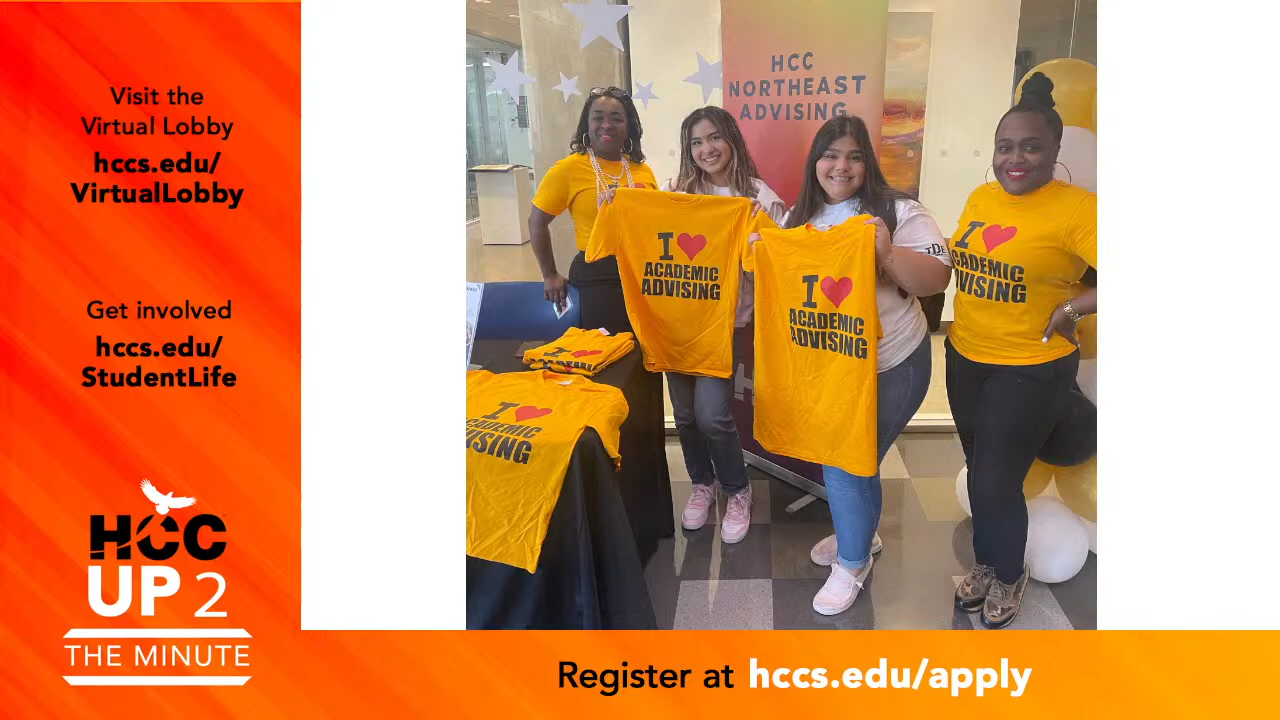 Visit the
Virtual Lobby
hccs.edu/
VirtualLobby
Get involved
hccs.edu/
StudentLife
HCC
UP 2
THE MINUTE
HCC
NORTHEAST
ADVISING
I
ACADEMIC
ADVISING
I
ACADEMIC
ADVISING
I
ACADEMIC
ADVISING
I
I
ACADEMIC
Register at hccs.edu/apply